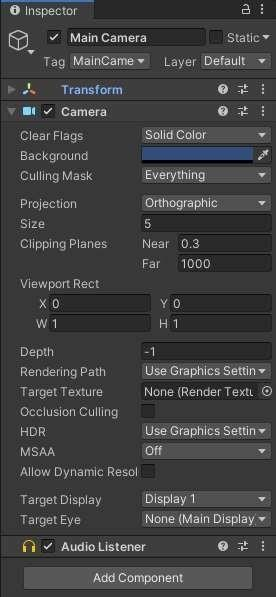 Inspector
Main Camera Static
Tag MainCame Layer Default
Transform
Camera
Clear Flags Solid Color
Background
Culling Mask Everything
Projection Orthographic
Size 5
Clipping Planes Near 0.3
Far 1000
Viewport Rect
X 0 Y 0
W 1 H 1
Depth -1
Rendering Path Use Graphics Settin
Target Texture None (Render Textu
Occlusion Culling
HDR Use Graphics Settin
MSAA Off
Allow Dynamic Resol
Target Display Display 1
Target Eye None (Main Display
Audio Listener
Add Component